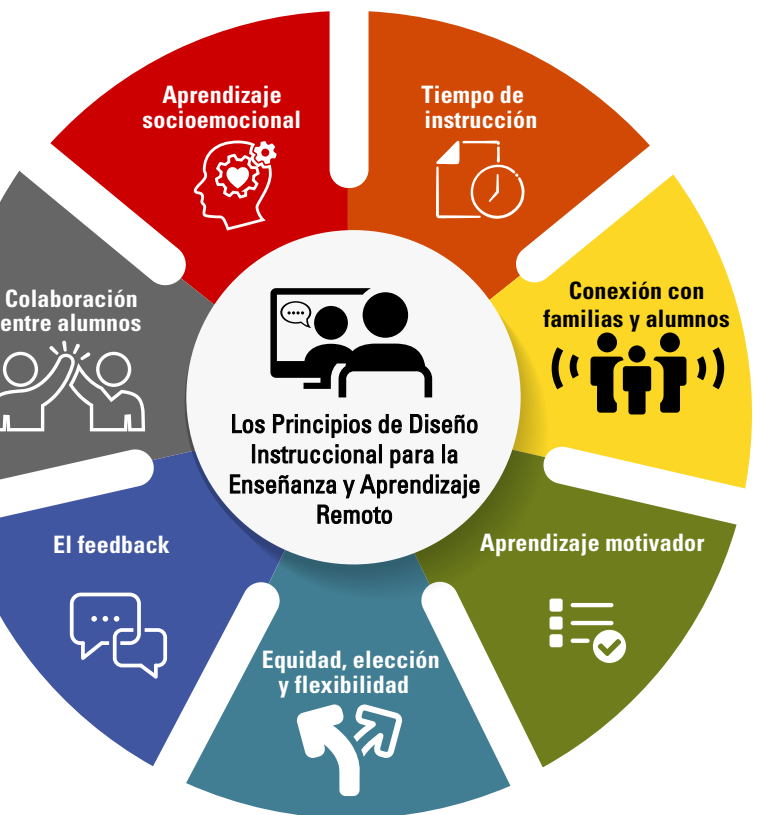 Aprendizaje
socioemocional
Tiempo de
instrucción
Conexión con
familias y alumnos
Aprendizaje motivador
Equidad, elección
y flexibilidad
El feedback
Colaboración
entre alumnos
Los Principios de Diseño
Instruccional para la
Enseñanza y Aprendizaje
Remoto